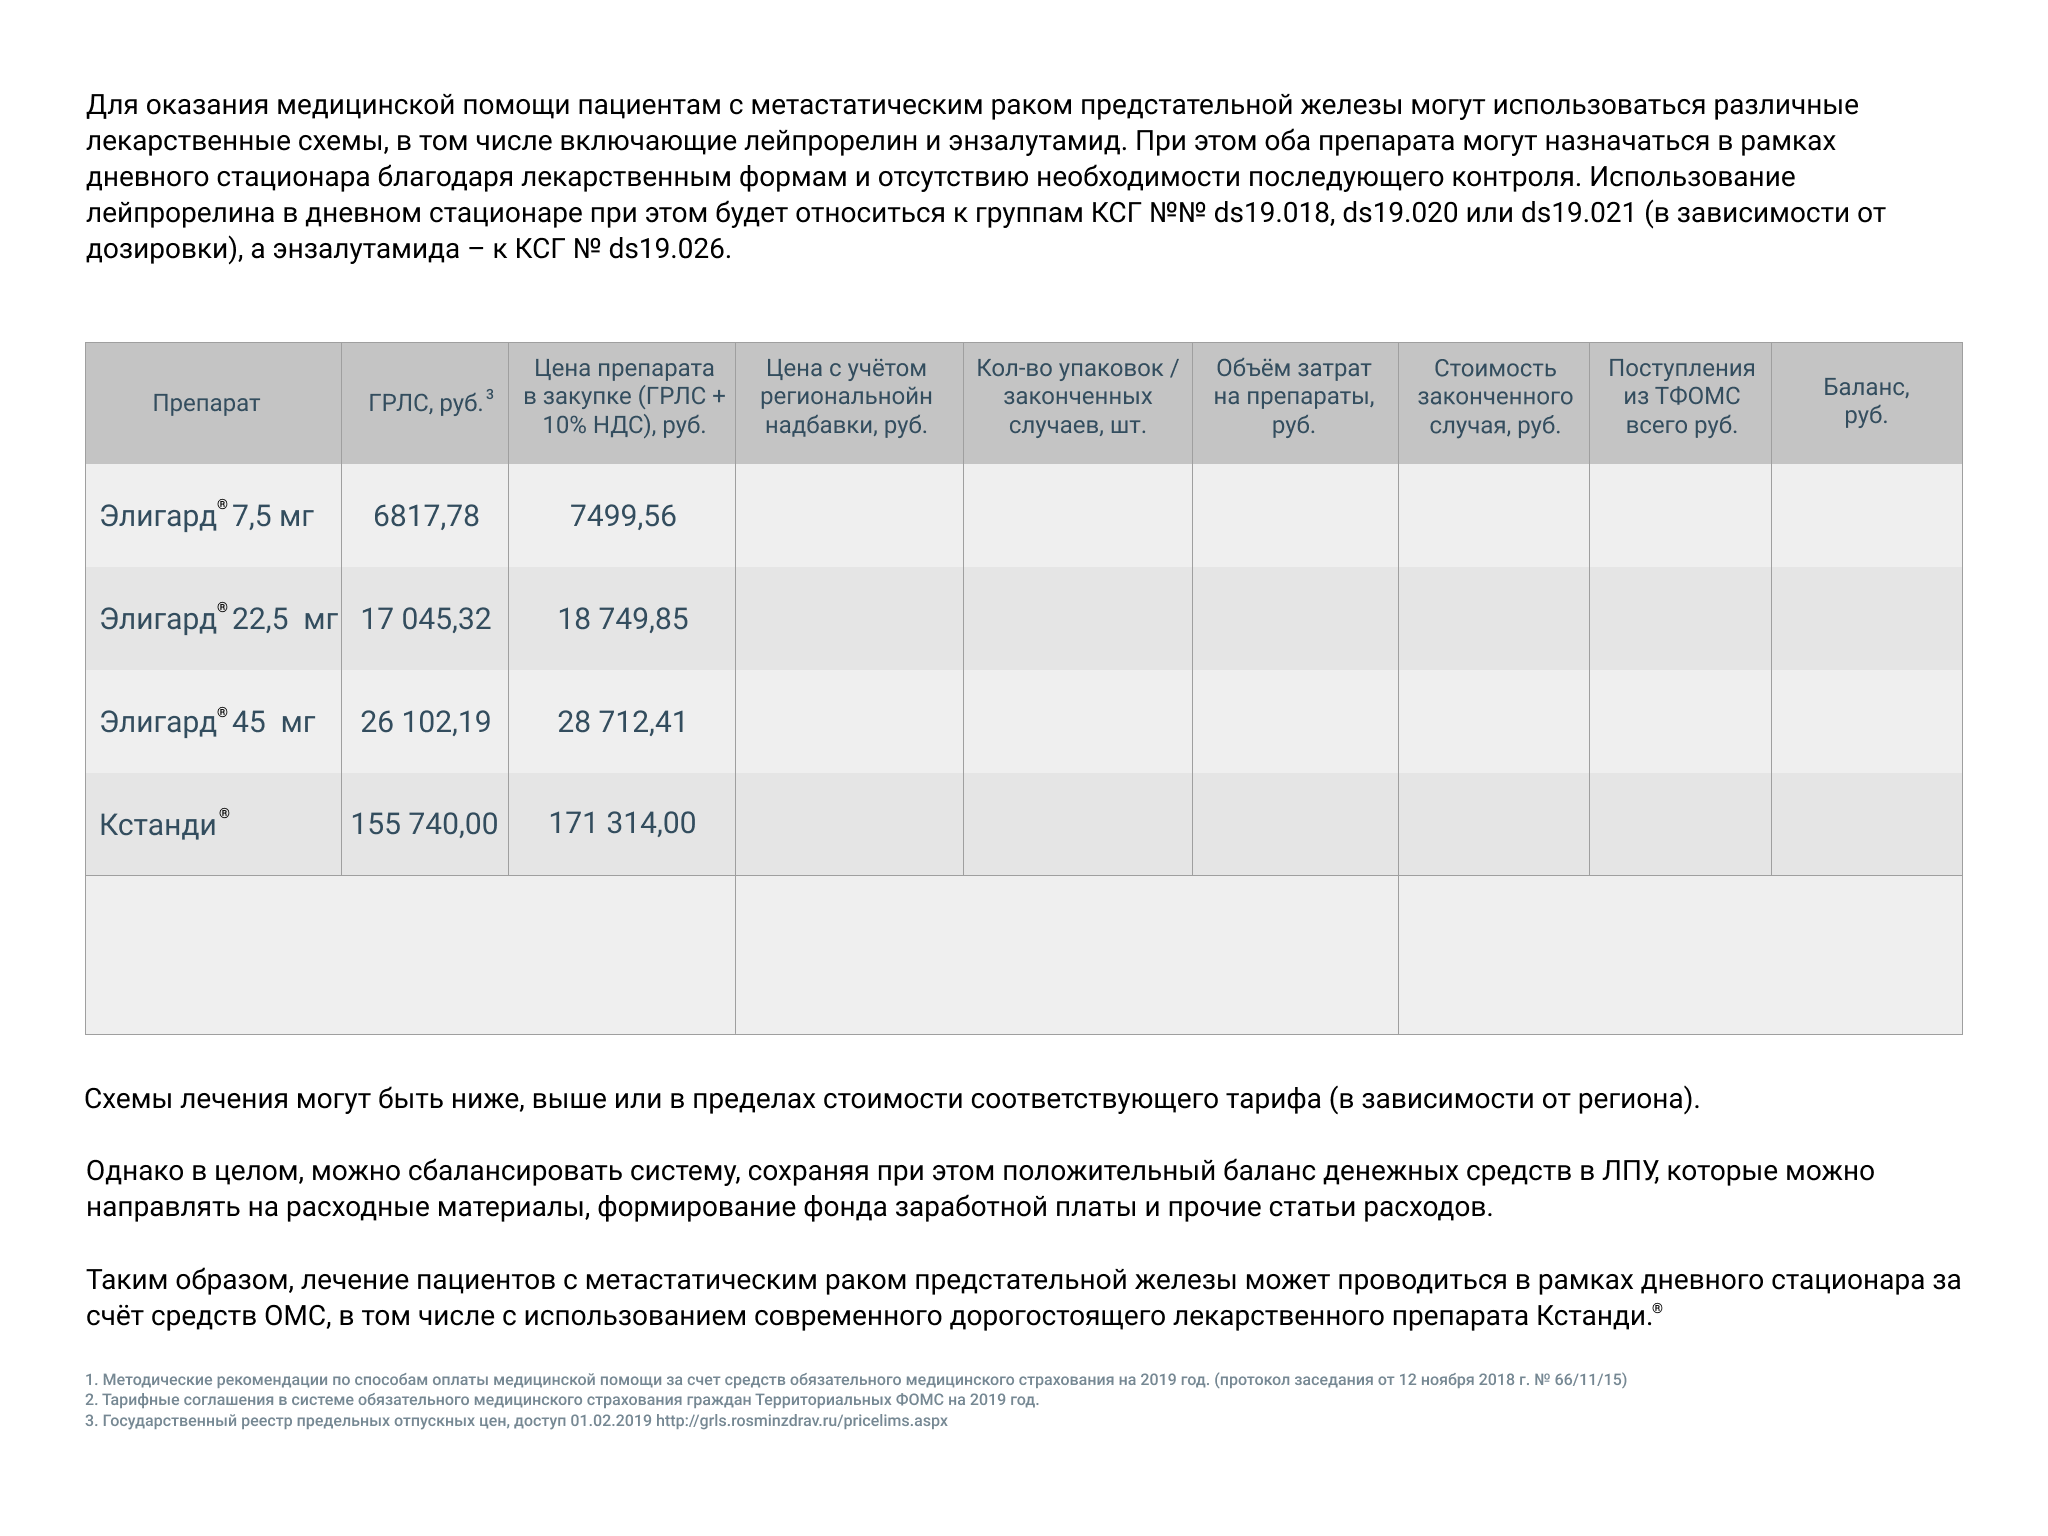 Для оказания медицинской помощи пациентам с метастатическим раком предстательной железы могут использоваться различные
лекарственные схемы, в том числе включающие лейпрорелин и энзалутамид. При этом оба препарата могут назначаться в рамках
дневного стационара благодаря лекарственным формам и отсутствию необходимости последующего контроля. Использование
лейпрорелина в дневном стационаре при этом будет относиться к группам КСГ №№ ds19.018, ds19.020 или ds19.021 (в зависимости от
дозировки), а энзалутамида – к КСГ № ds19.026.
Препарат
ГРЛС, руб.³
Цена препарата
в закупке (ГРЛС +
10% НДС), руб.
Цена с учётом
региональнойн
надбавки, руб.
Кол-во упаковок /
законченных
случаев, шт.
Объём затрат
на препараты,
руб.
Стоимость
законченного
случая, руб.
Поступления
из ТФОМС
всего руб.
Баланс,
руб.
Элигард® 7,5 мг 6817,78 7499,56
Элигард® 22,5 мг 17 045,32 18 749,85
Элигард® 45 мг 26 102,19 28 712,41
Кстанди® 155 740,00 171 314,00
Схемы лечения могут быть ниже, выше или в пределах стоимости соответствующего тарифа (в зависимости от региона).
Однако в целом, можно сбалансировать систему, сохраняя при этом положительный баланс денежных средств в ЛПУ, которые можно
направлять на расходные материалы, формирование фонда заработной платы и прочие статьи расходов.
Таким образом, лечение пациентов с метастатическим раком предстательной железы может проводиться в рамках дневного стационара за
счёт средств ОМС, в том числе с использованием современного дорогостоящего лекарственного препарата Кстанди.®
1. Методические рекомендации по способам оплаты медицинской помощи за счет средств обязательного медицинского страхования на 2019 год. (протокол заседания от 12 ноября 2018 г. № 66/11/15)
2. Тарифные соглашения в системе обязательного медицинского страхования граждан Территориальных ФОМС на 2019 год.
3. Государственный реестр предельных отпускных цен, доступ 01.02.2019 http://grls.rosminzdrav.ru/pricelims.aspx